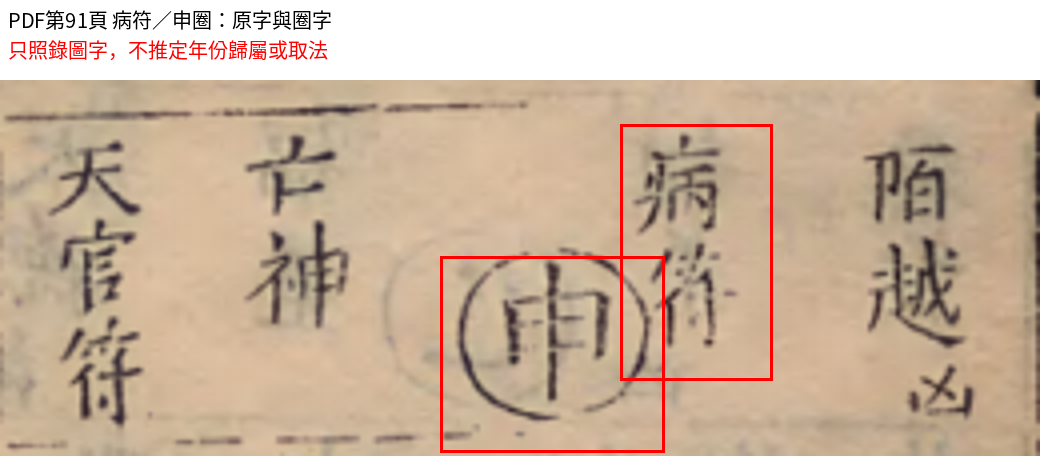 PDF第91頁 病符／申圈：原字與圈字
只照錄圖字，不推定年份歸屬或取法
陌越凶
病符
申
亡神
天官符